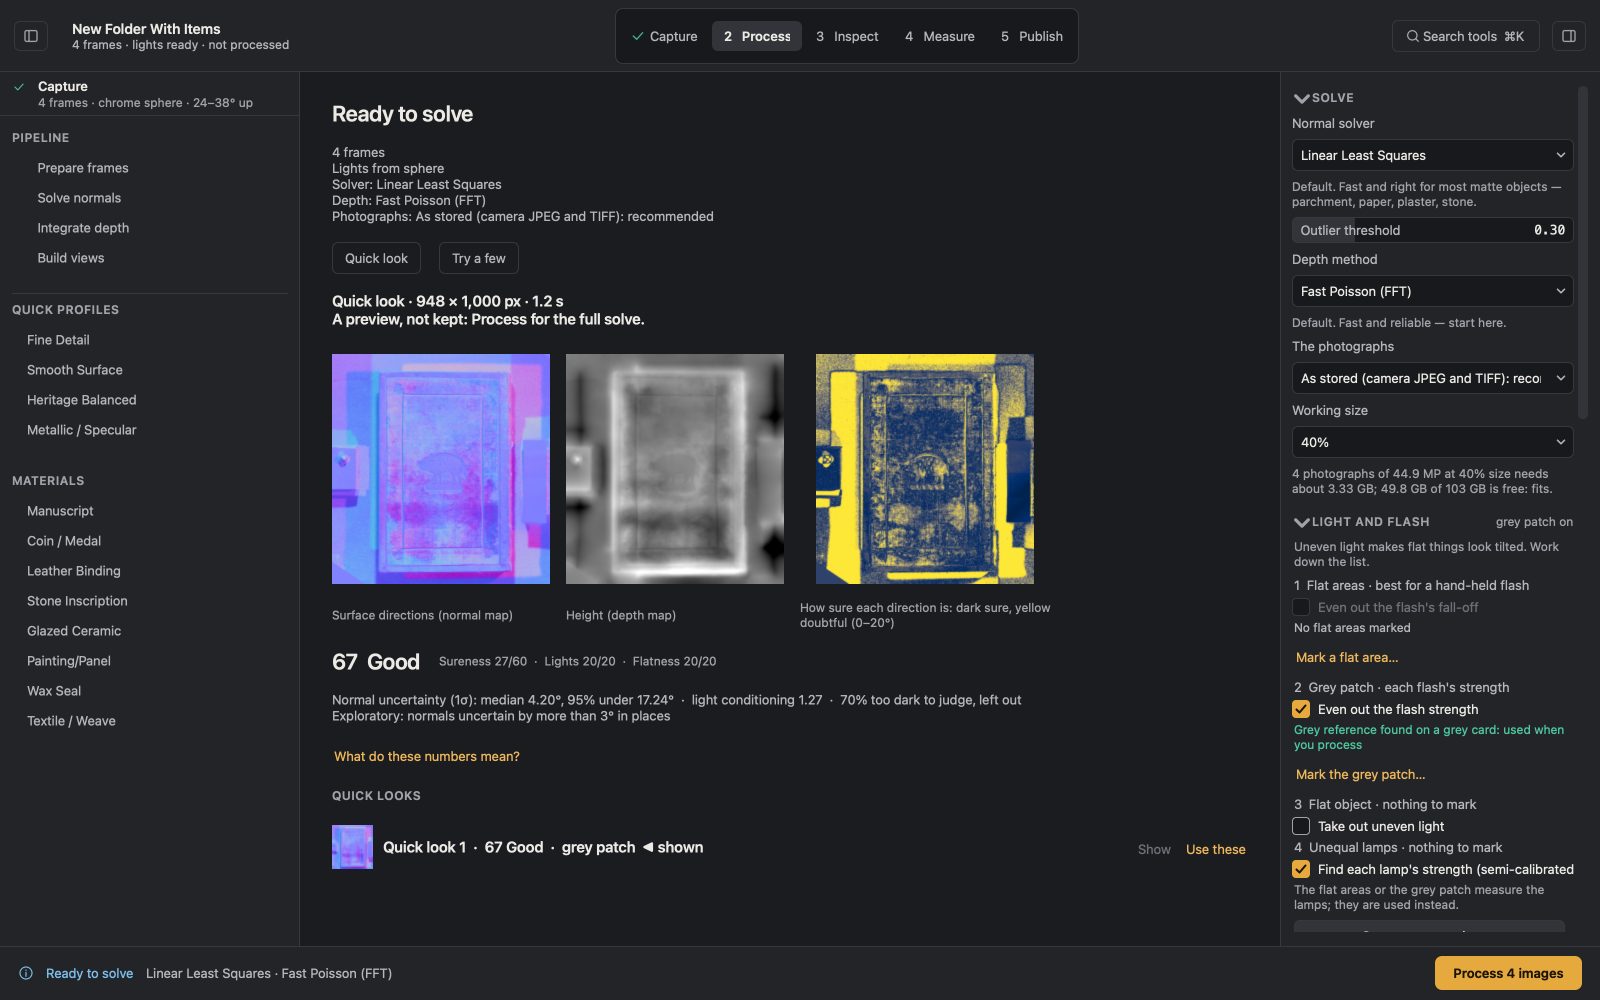 New Folder With Items
4 frames · lights ready · not processed
Capture
2 Process
3 Inspect
4 Measure
5 Publish
Search tools ⌘K
Capture
4 frames · chrome sphere · 24–38° up
PIPELINE
Prepare frames
Solve normals
Integrate depth
Build views
QUICK PROFILES
Fine Detail
Smooth Surface
Heritage Balanced
Metallic / Specular
MATERIALS
Manuscript
Coin / Medal
Leather Binding
Stone Inscription
Glazed Ceramic
Painting/Panel
Wax Seal
Textile / Weave
Ready to solve
4 frames
Lights from sphere
Solver: Linear Least Squares
Depth: Fast Poisson (FFT)
Photographs: As stored (camera JPEG and TIFF): recommended
Quick look
Try a few
Quick look · 948 × 1,000 px · 1.2 s
A preview, not kept: Process for the full solve.
Surface directions (normal map)
Height (depth map)
How sure each direction is: dark sure, yellow
doubtful (0–20°)
67 Good
Sureness 27/60 · Lights 20/20 · Flatness 20/20
Normal uncertainty (1σ): median 4.20°, 95% under 17.24° · light conditioning 1.27 · 70% too dark to judge, left out
Exploratory: normals uncertain by more than 3° in places
What do these numbers mean?
QUICK LOOKS
Quick look 1 · 67 Good · grey patch ◀ shown
Show
Use these
SOLVE
Normal solver
Linear Least Squares
Default. Fast and right for most matte objects —
parchment, paper, plaster, stone.
Outlier threshold 0.30
Depth method
Fast Poisson (FFT)
Default. Fast and reliable — start here.
The photographs
As stored (camera JPEG and TIFF): recor
Working size
40%
4 photographs of 44.9 MP at 40% size needs
about 3.33 GB; 49.8 GB of 103 GB is free: fits.
LIGHT AND FLASH
grey patch on
Uneven light makes flat things look tilted. Work
down the list.
1 Flat areas · best for a hand-held flash
Even out the flash's fall-off
No flat areas marked
Mark a flat area...
2 Grey patch · each flash's strength
Even out the flash strength
Grey reference found on a grey card: used when
you process
Mark the grey patch...
3 Flat object · nothing to mark
Take out uneven light
4 Unequal lamps · nothing to mark
Find each lamp's strength (semi-calibrated
The flat areas or the grey patch measure the
lamps; they are used instead.
Ready to solve
Linear Least Squares · Fast Poisson (FFT)
Process 4 images